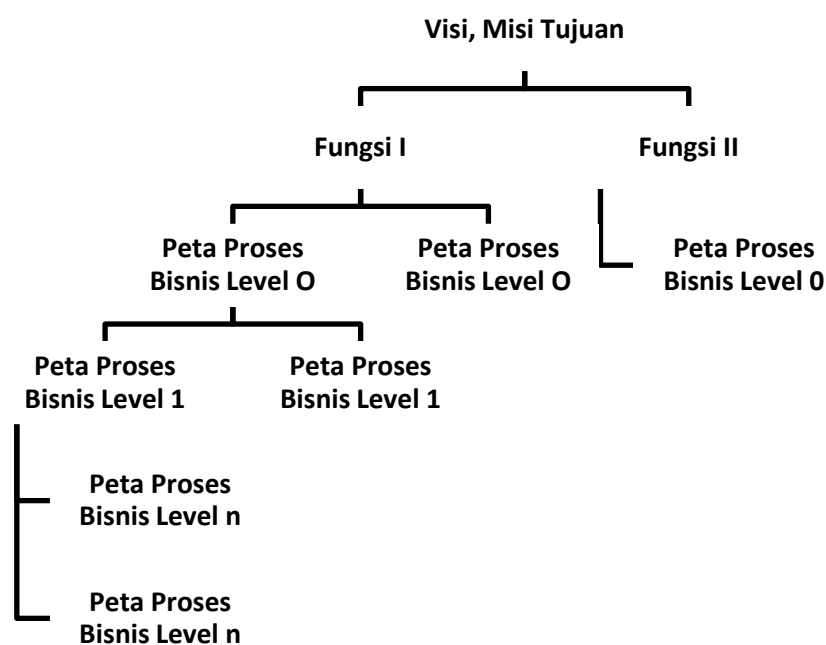 Visi, Misi Tujuan
Fungsi I
Fungsi II
Peta Proses
Bisnis Level O
Peta Proses
Bisnis Level O
Peta Proses
Bisnis Level 0
Peta Proses
Bisnis Level 1
Peta Proses
Bisnis Level 1
Peta Proses
Bisnis Level n
Peta Proses
Bisnis Level n